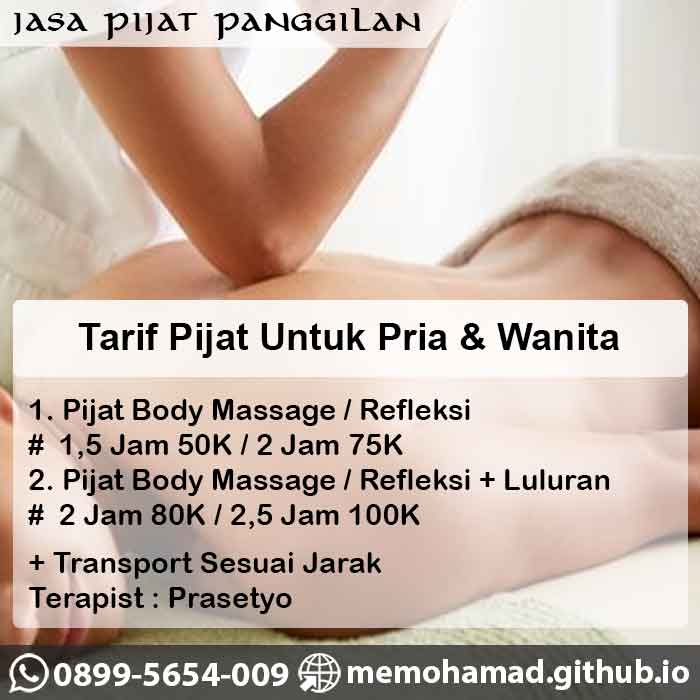 JASA PIJAT PANGGILAN
Tarif Pijat Untuk Pria & Wanita
1. Pijat Body Massage / Refleksi
# 1,5 Jam 50K / 2 Jam 75K
2. Pijat Body Massage / Refleksi + Luluran
# 2 Jam 80K / 2,5 Jam 100K
+ Transport Sesuai Jarak
Terapist : Prasetyo
0899-5654-009 memohamad.github.io